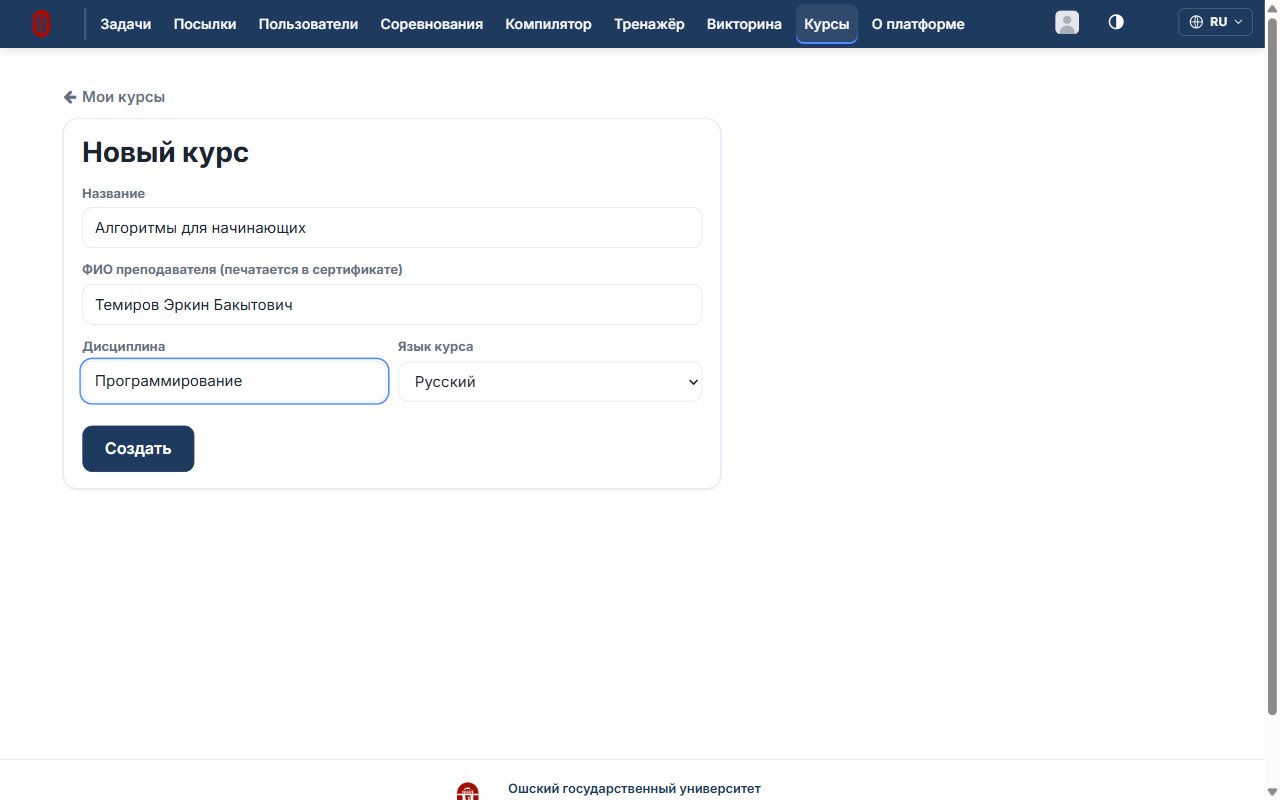 Задачи Посылки Пользователи Соревнования Компилятор Тренажёр Викторина Курсы О платформе RU
Мои курсы
Новый курс
Название
Алгоритмы для начинающих
ФИО преподавателя (печатается в сертификате)
Темиров Эркин Бакытович
Дисциплина Язык курса
Программирование Русский
Создать
Ошский государственный университет